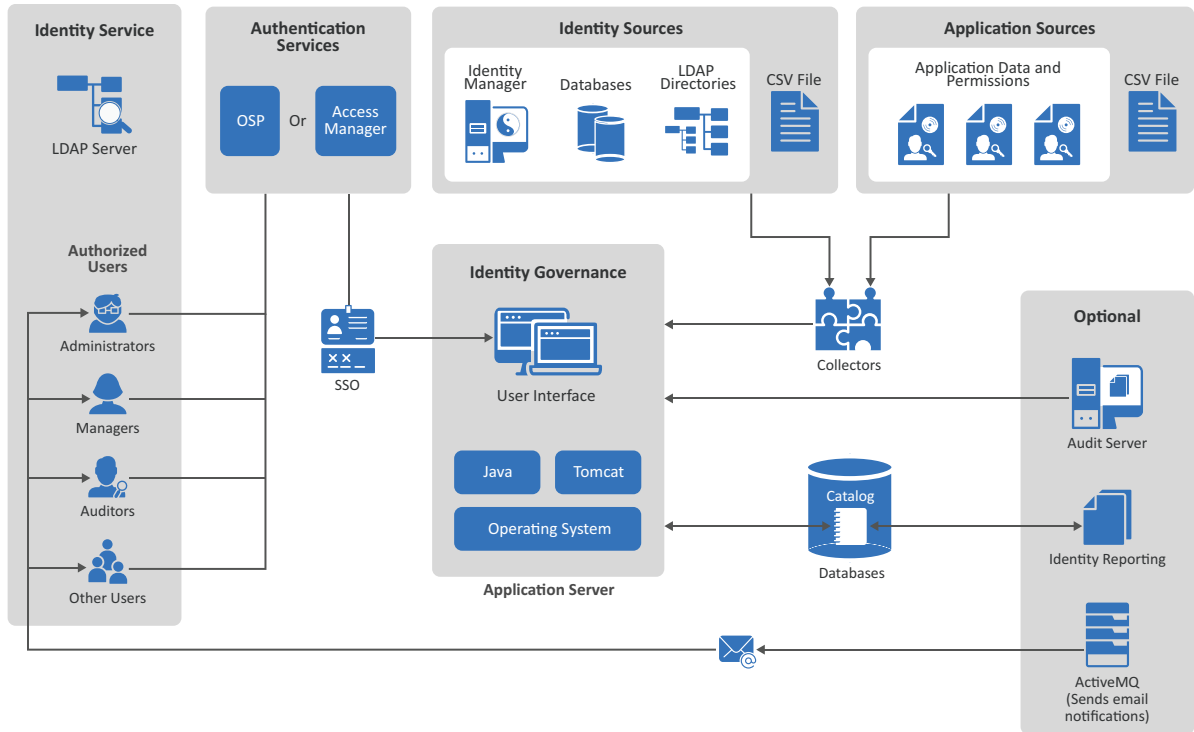 Identity Service
LDAP Server
Authorized
Users
Administrators
Managers
Auditors
Other Users
Authentication
Services
OSP
Or
Access
Manager
SSO
Identity Sources
Identity
Manager
Databases
LDAP
Directories
CSV File
Application Sources
Application Data and
Permissions
CSV File
Identity Governance
User Interface
Java
Tomcat
Operating System
Application Server
Collectors
Catalog
Databases
Optional
Audit Server
Identity Reporting
ActiveMQ
(Sends email
notifications)
XX
@